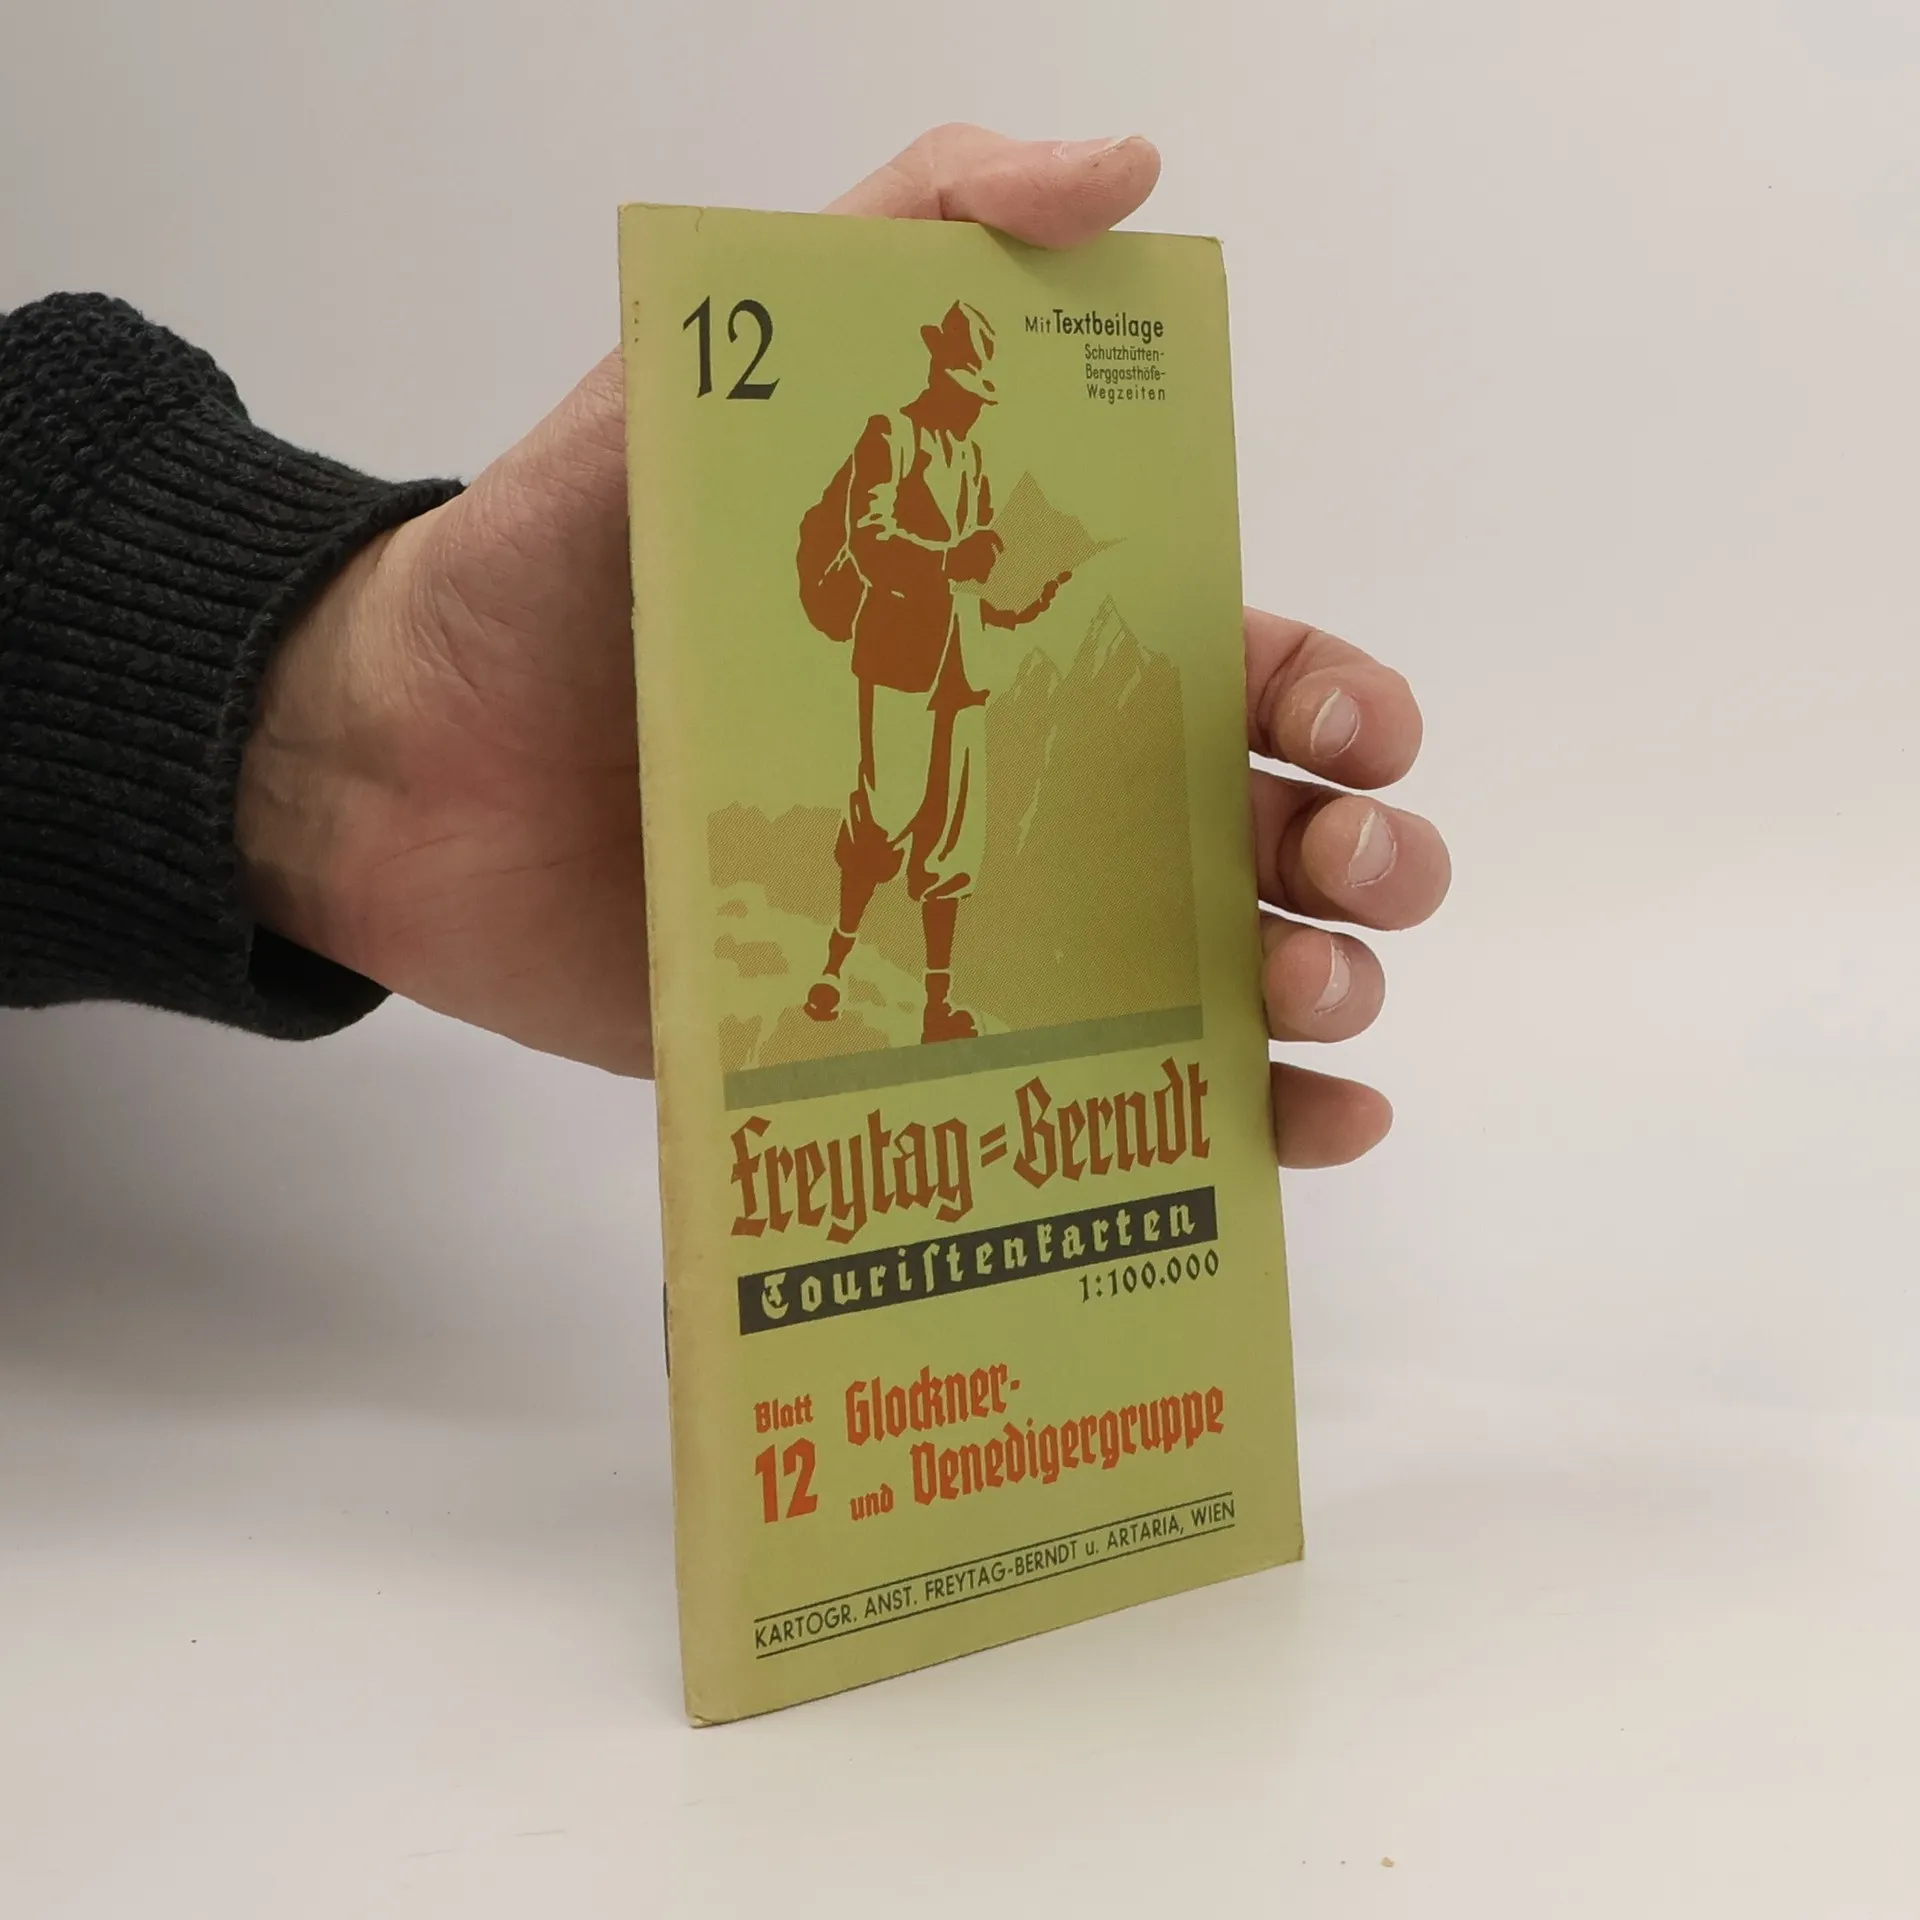 12
Mit Textbeilage
Schutzhütten-
Berggasthöfe-
Wegzeiten
Freytag=Berndt
Touriſtenkarten
1:100.000
Blatt
12
Glockner-
und Venedigergruppe
KARTOGR. ANST. FREYTAG-BERNDT u. ARTARIA, WIEN